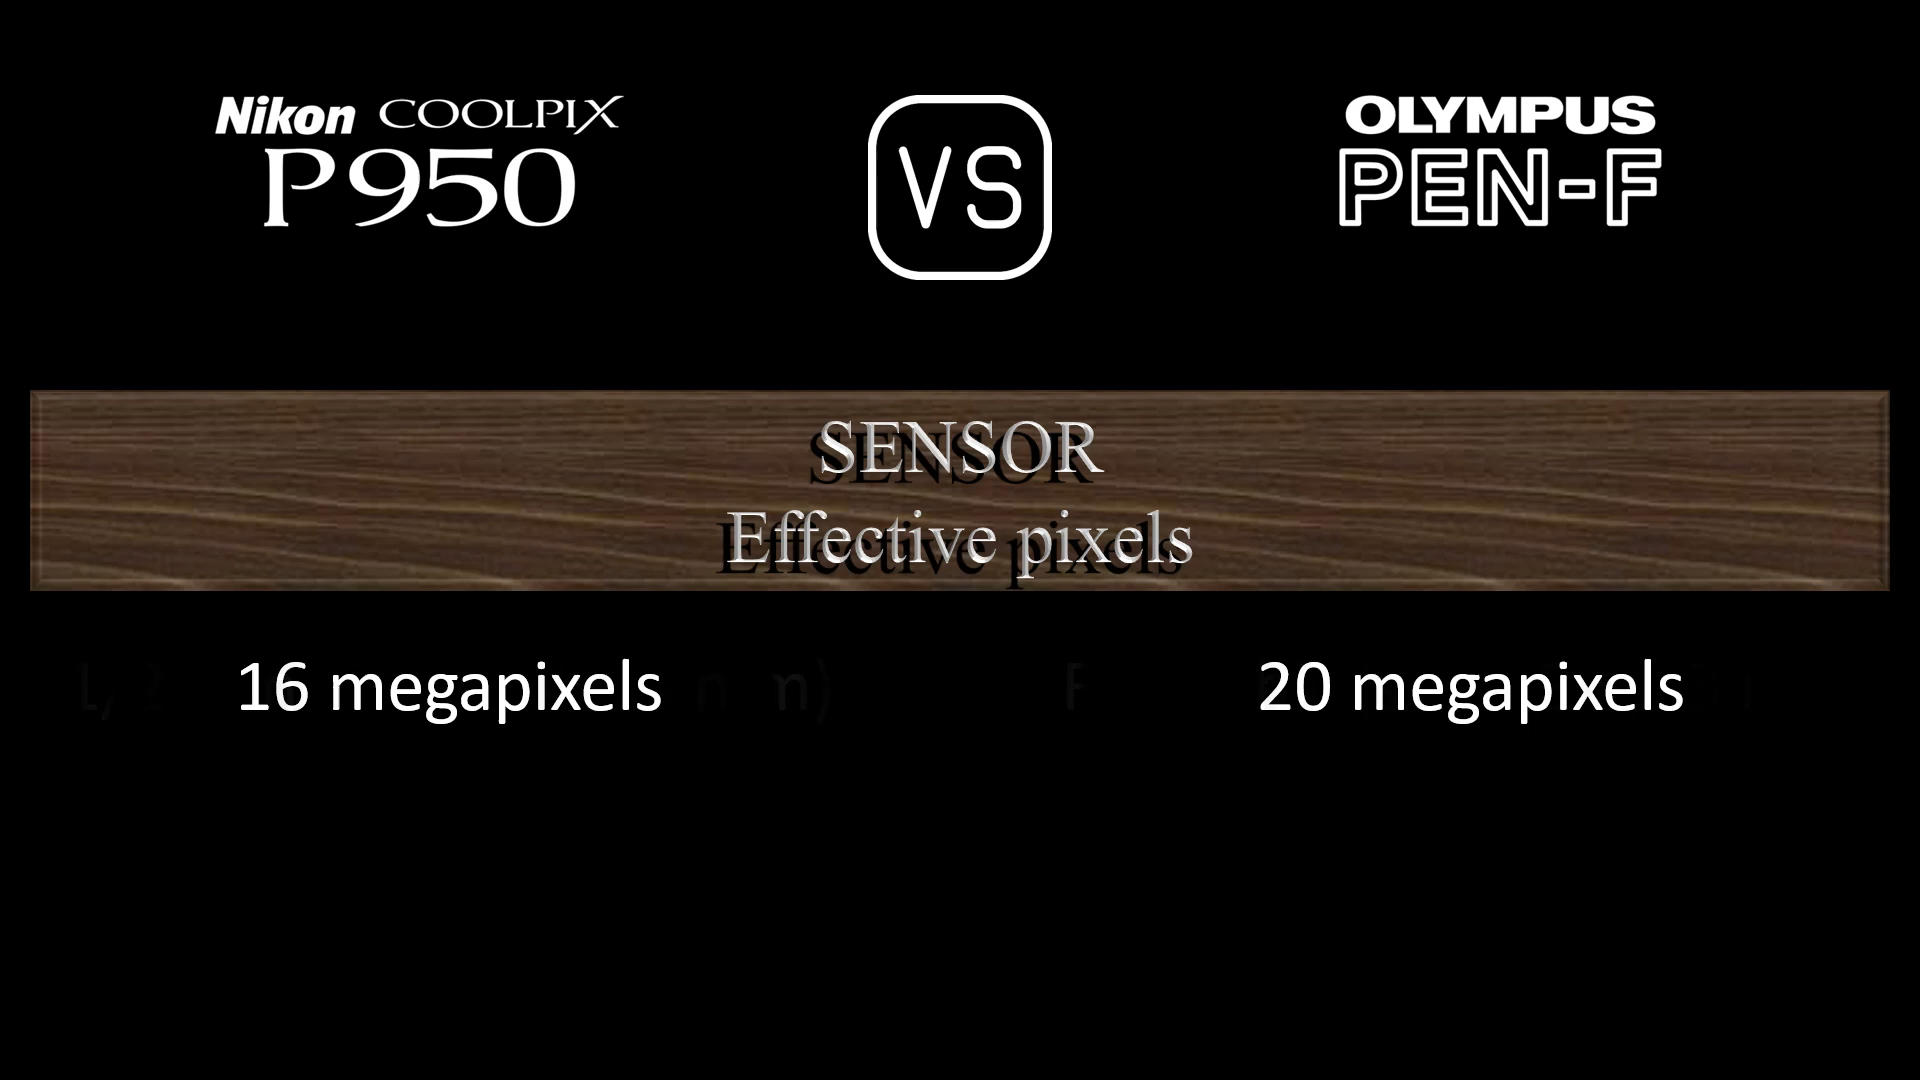 Nikon COOLPIX
P950
VS
OLYMPUS
PEN-F
SENSOR
Effective pixels
16 megapixels
20 megapixels